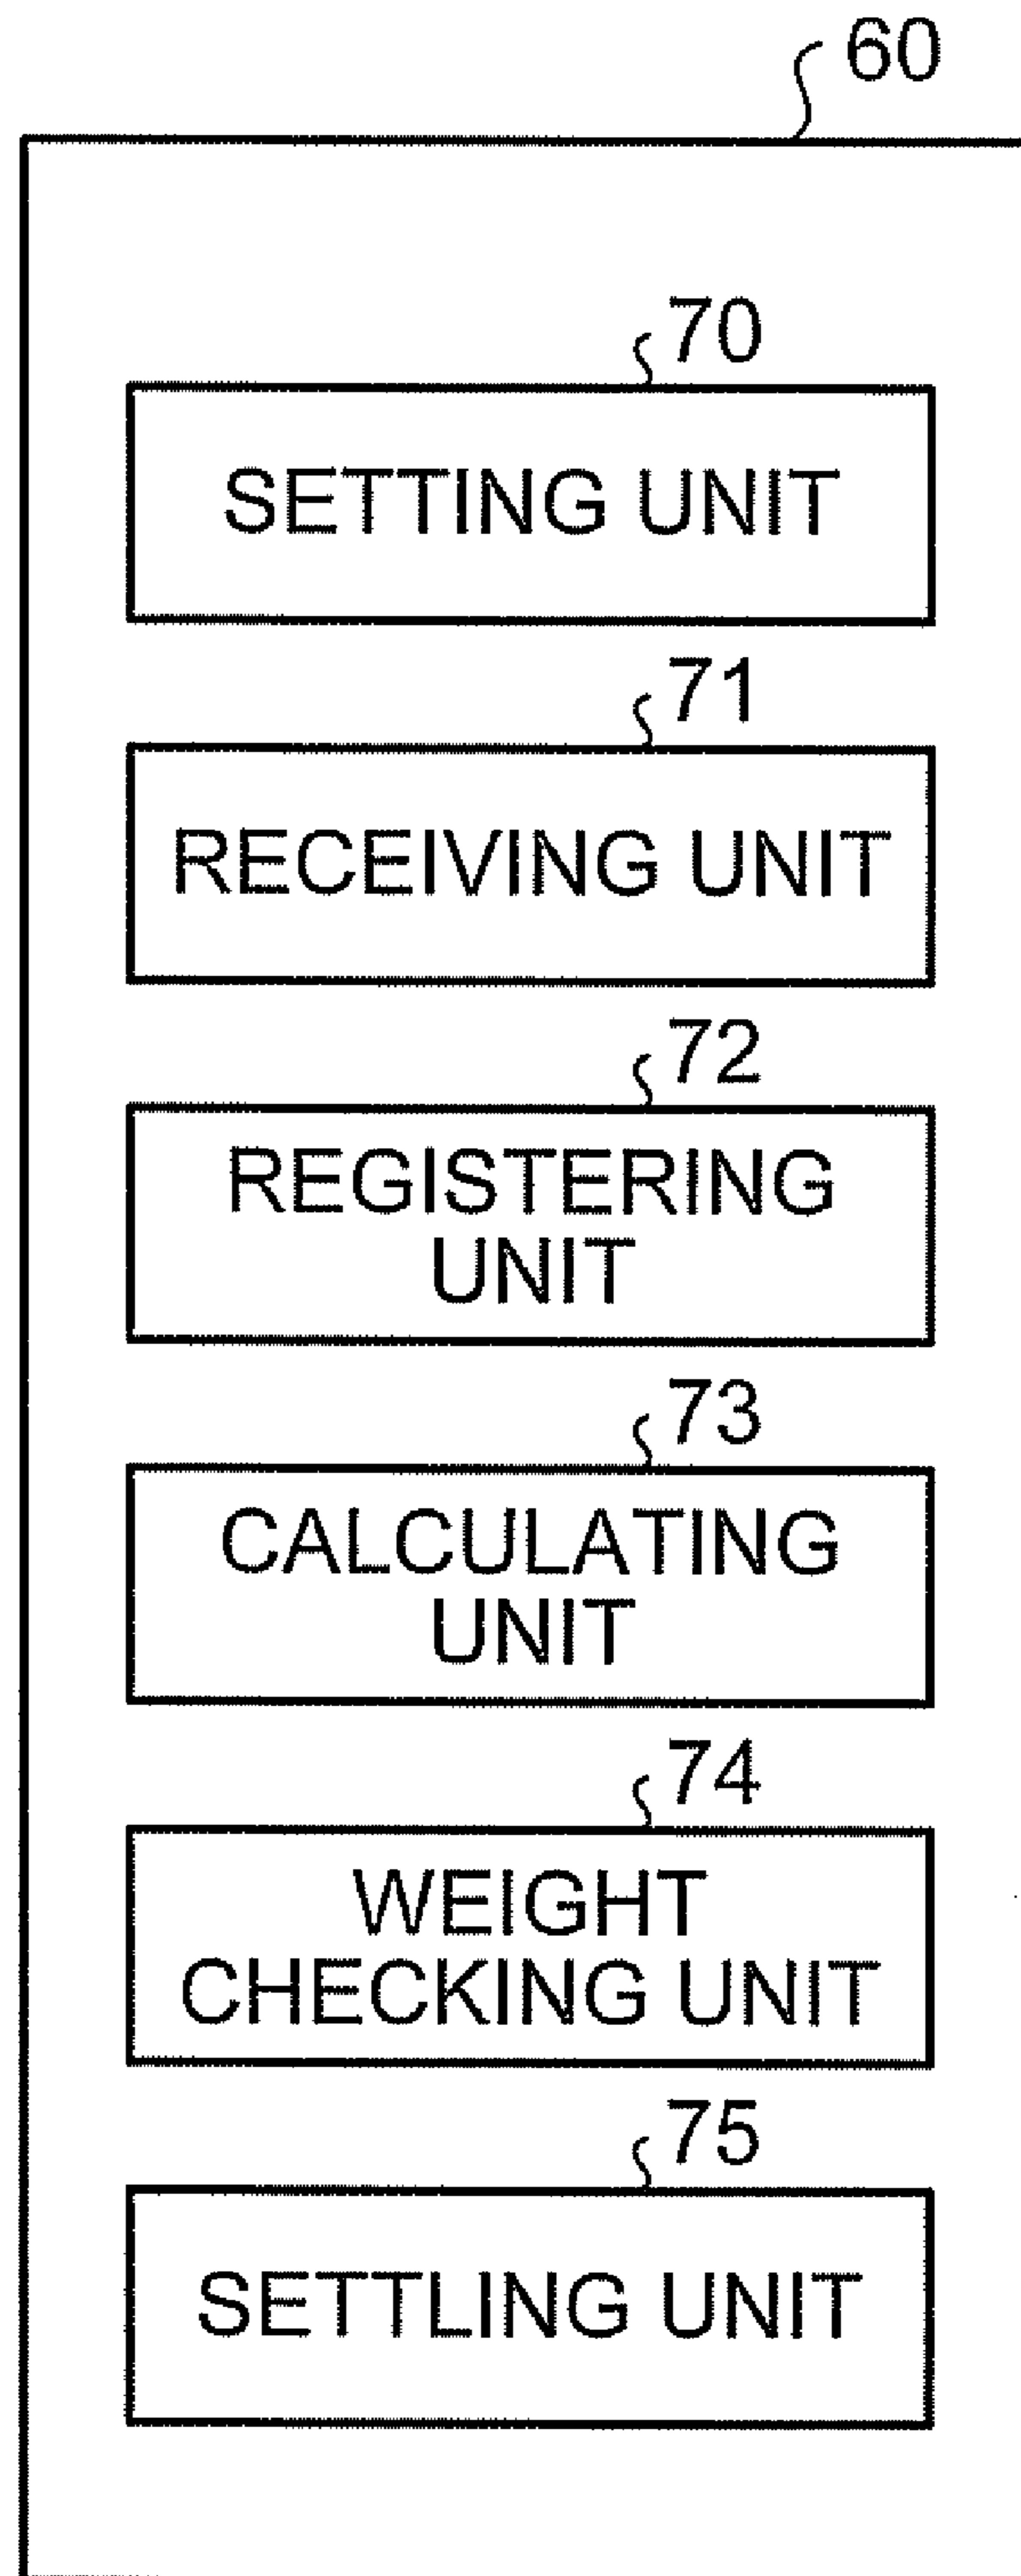 60
70
SETTING UNIT
71
RECEIVING UNIT
72
REGISTERING
UNIT
73
CALCULATING
UNIT
74
WEIGHT
CHECKING UNIT
75
SETTLING UNIT